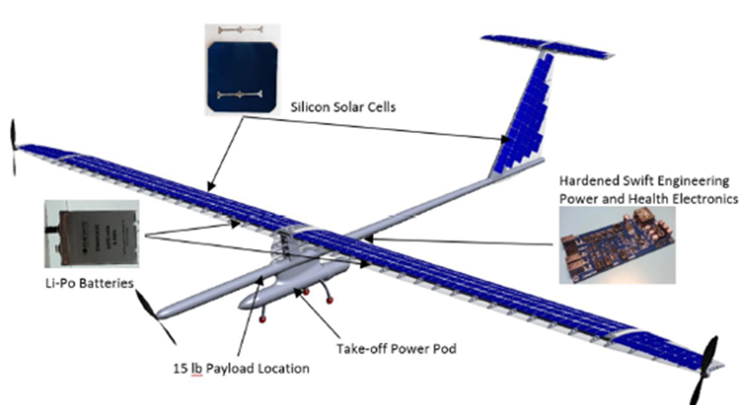 Silicon Solar Cells
Hardened Swift Engineering
Power and Health Electronics
Li-Po Batteries
Take-off Power Pod
15 lb Payload Location